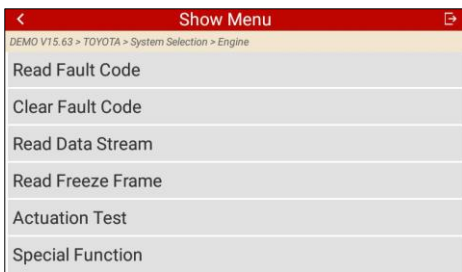 Show Menu
DEMO V15.63 > TOYOTA > System Selection > Engine
Read Fault Code
Clear Fault Code
Read Data Stream
Read Freeze Frame
Actuation Test
Special Function